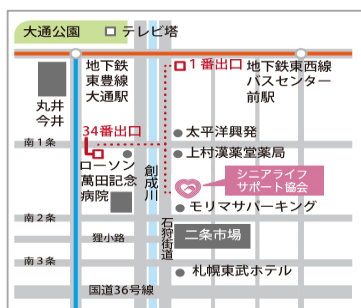 大通公園
テレビ塔
地下鉄
東豊線
大通駅
1番出口
地下鉄東西線
バスセンター
前駅
丸井
今井
34番出口
太平洋興発
南1条
上村漢薬堂薬局
ローソン
萬田記念
病院
創成川
シニアライフ
サポート協会
モリマサパーキング
南2条
石狩街道
狸小路
二条市場
南3条
札幌東武ホテル
国道36号線